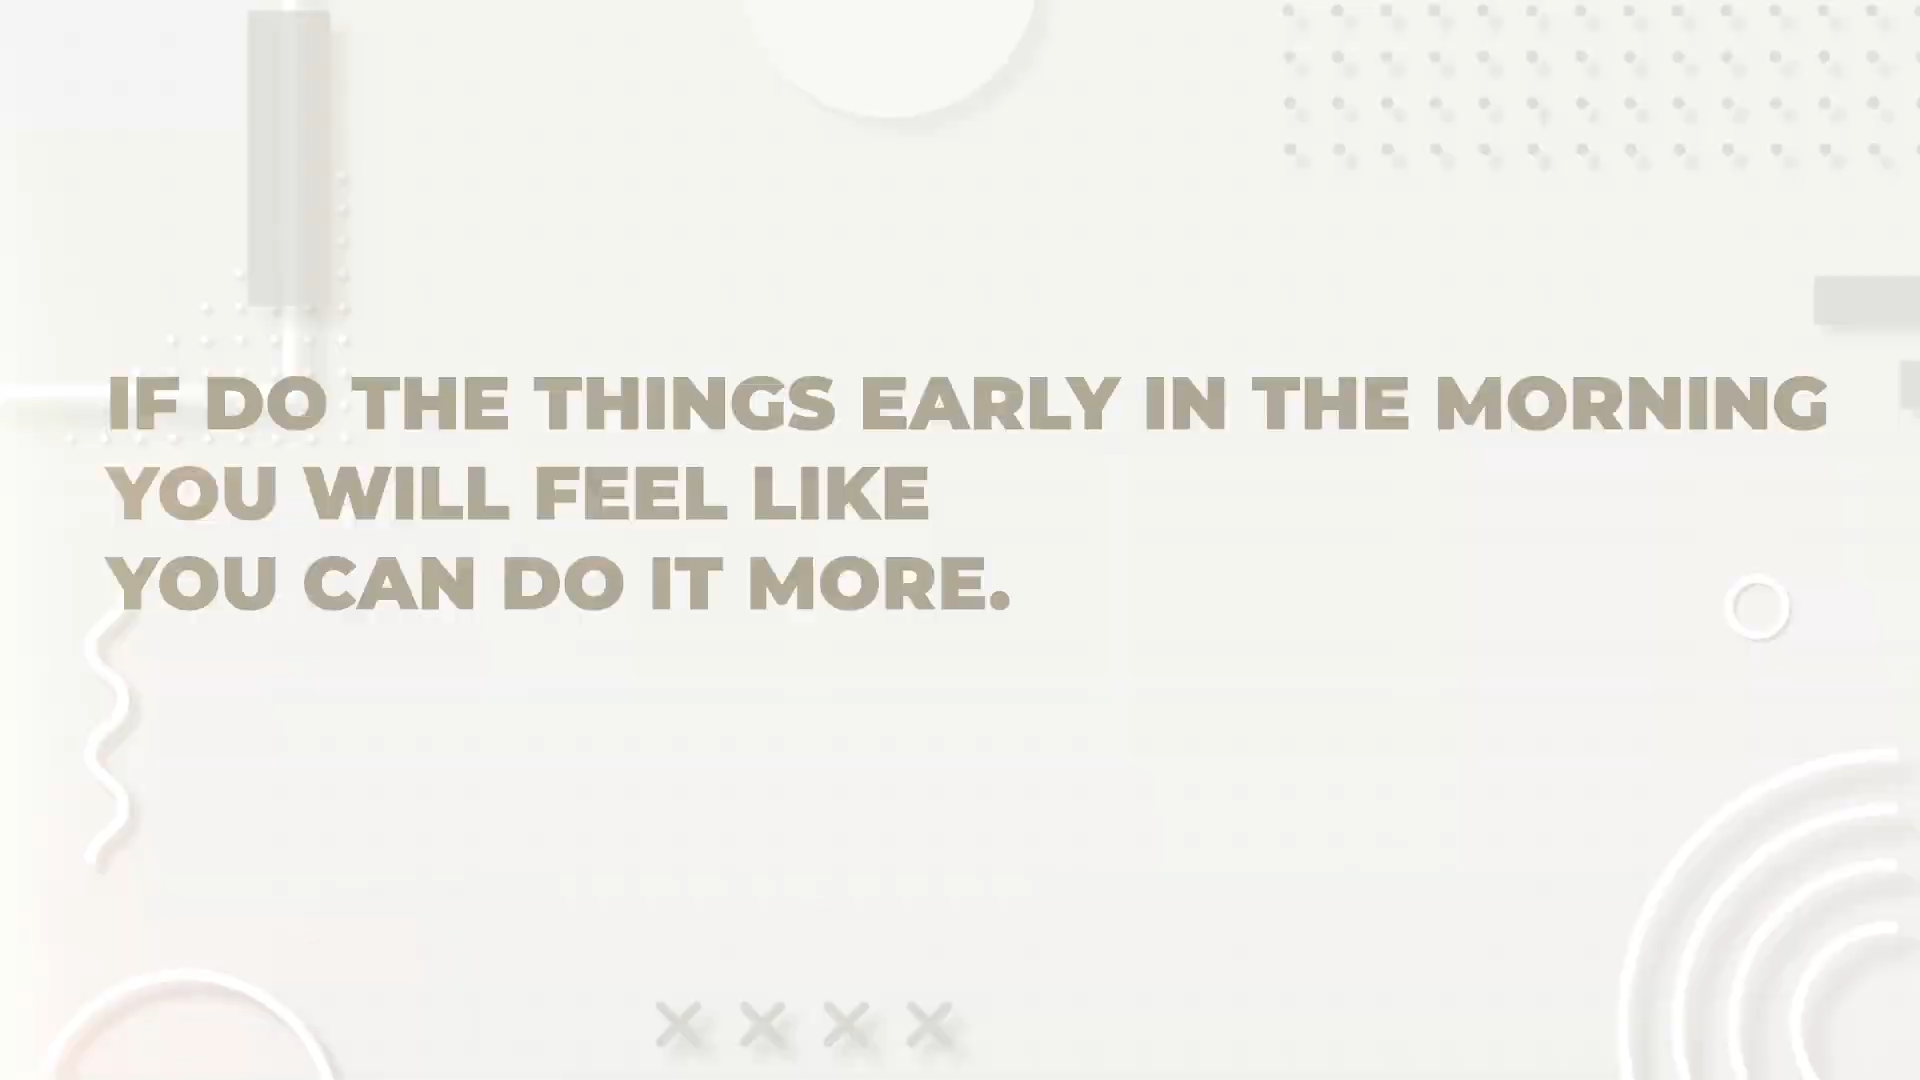 IF DO THE THINGS EARLY IN THE MORNING
YOU WILL FEEL LIKE
YOU CAN DO IT MORE.